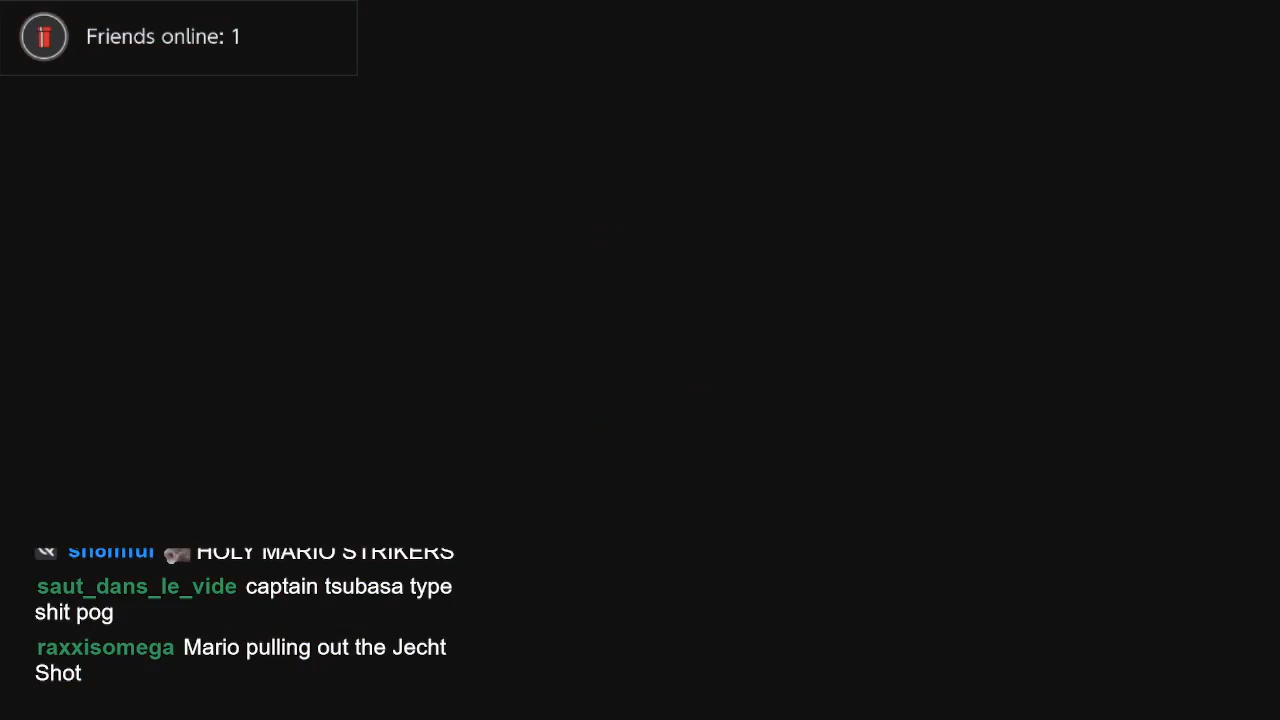 Friends online: 1
HOLY MARIO STRIKERS
saut_dans_le_vide captain tsubasa type
shit pog
raxxisomega Mario pulling out the Jecht
Shot